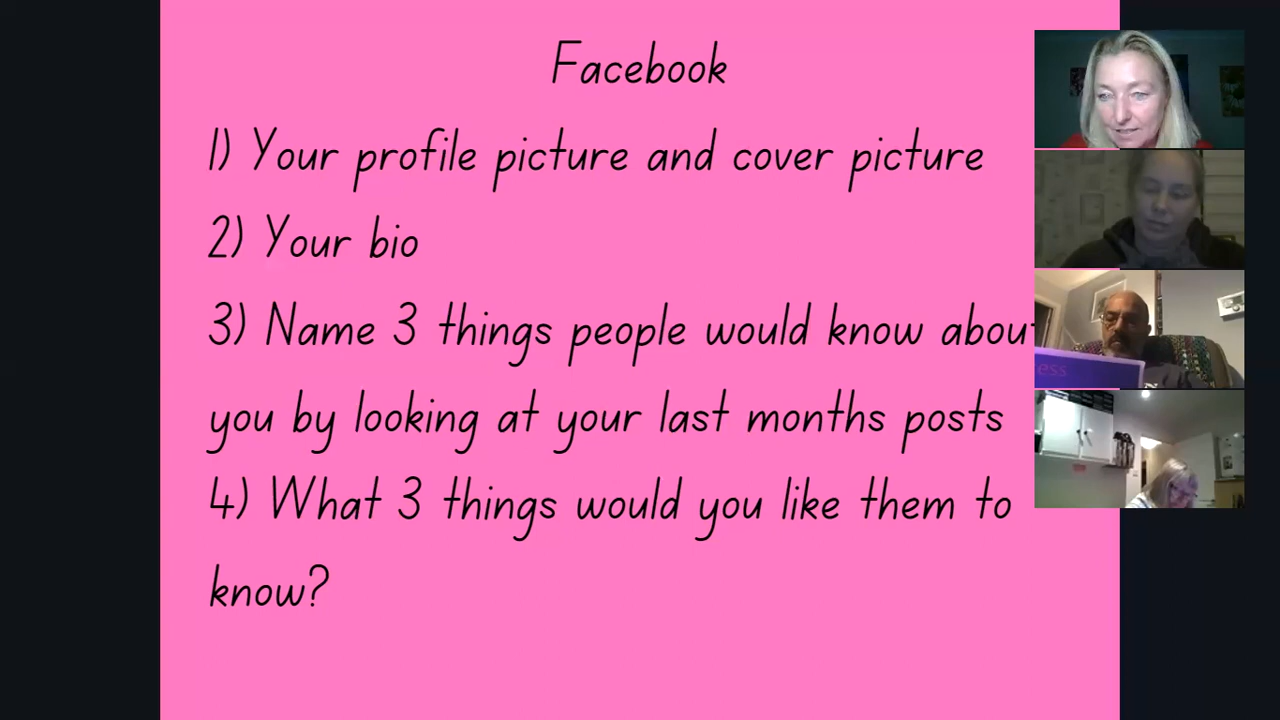 Facebook
1) Your profile picture and cover picture
2) Your bio
3) Name 3 things people would know about
you by looking at your last months posts
4) What 3 things would you like them to
know?
ess